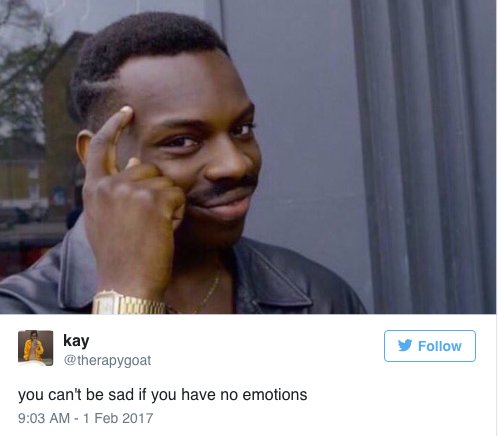 kay
Follow
@therapygoat
you can't be sad if you have no emotions
9:03 AM - 1 Feb 2017